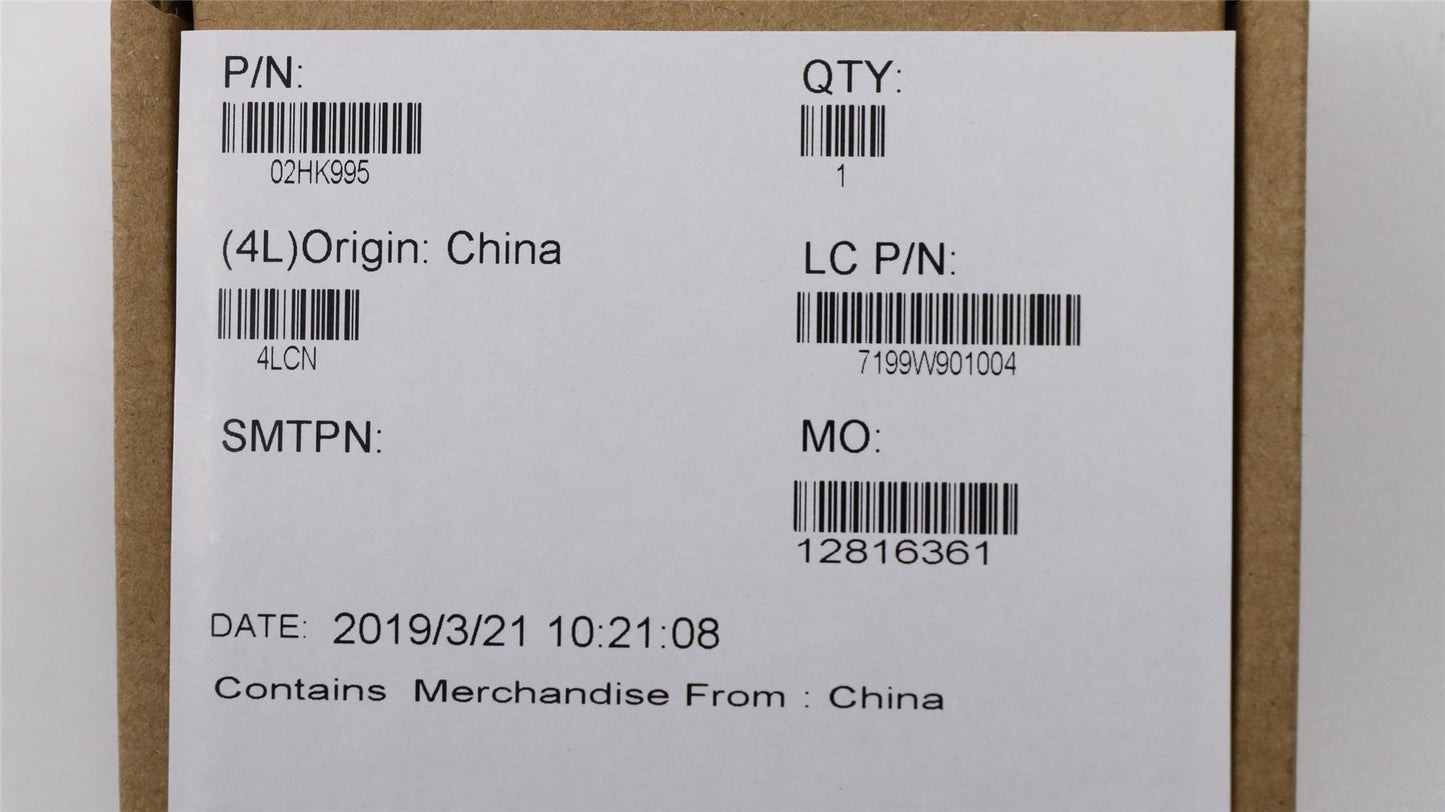 P/N:
02HK995
QTY:
1
(4L)Origin: China
4LCN
LC P/N:
7199W901004
SMTPN:
MO:
12816361
DATE: 2019/3/21 10:21:08
Contains Merchandise From : China